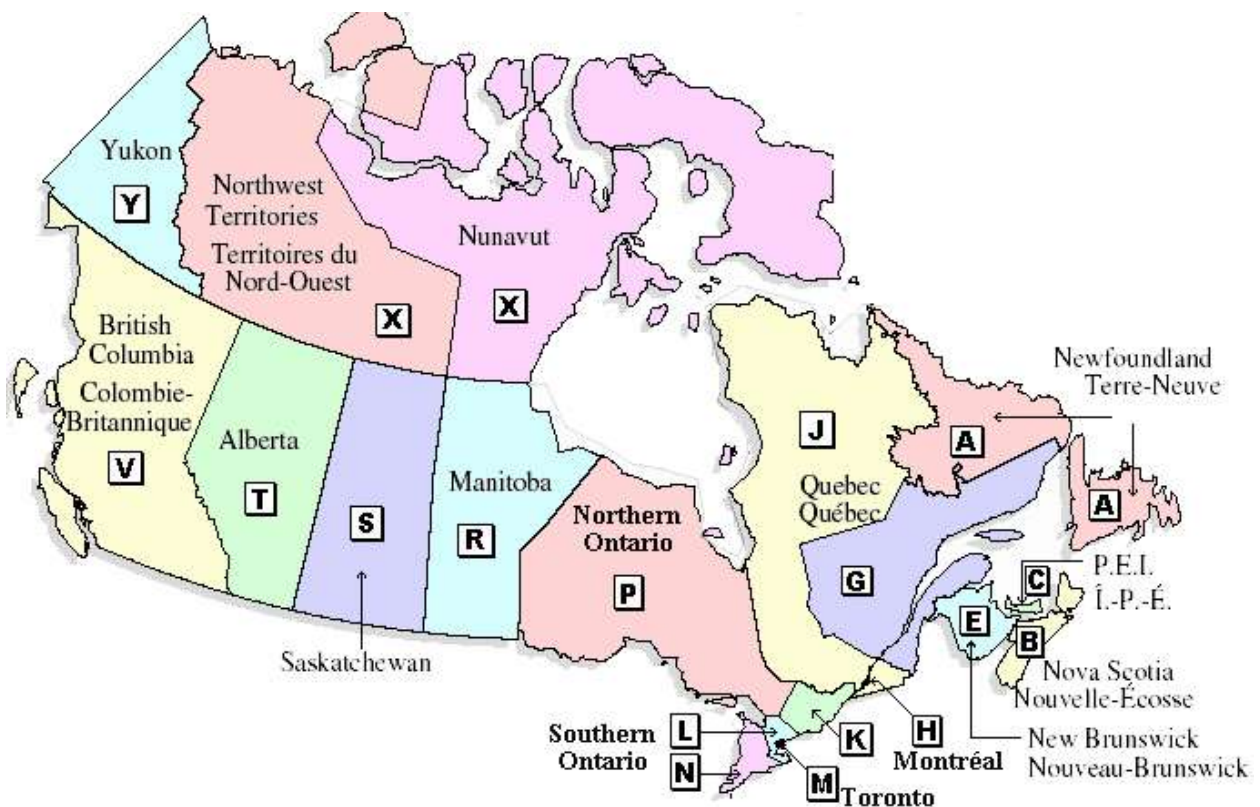 Yukon
Y
Northwest
Territories
Territoires du
Nord-Ouest
X
Nunavut
X
British
Columbia
Colombie-
Britannique
V
Alberta
T
S
Saskatchewan
Manitoba
R
Northern
Ontario
P
J
Quebec
Québec
G
Newfoundland
Terre-Neuve
A
A
P.E.I.
Î.-P.-É.
C
E
B
Nova Scotia
Nouvelle-Écosse
New Brunswick
Nouveau-Brunswick
H
Montréal
K
L
Southern
Ontario
N
M
Toronto